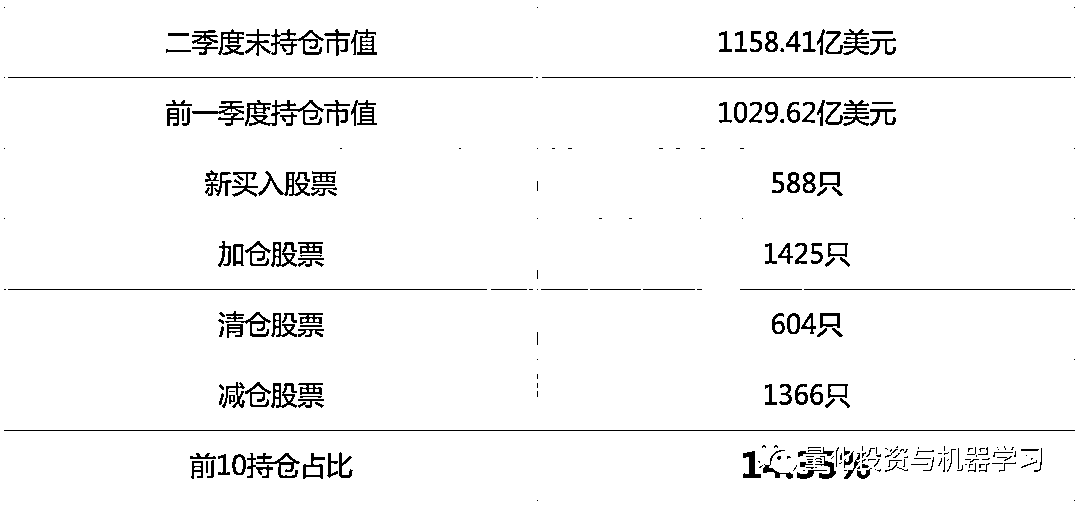 二季度末持仓市值 1158.41亿美元
前一季度持仓市值 1029.62亿美元
新买入股票 588只
加仓股票 1425只
清仓股票 604只
减仓股票 1366只
前10持仓占比
量化投资与机器学习